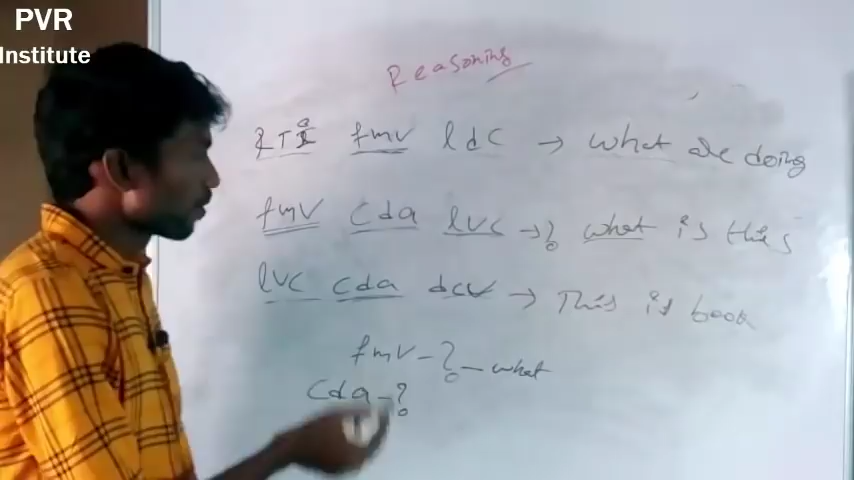 PVR
Institute
Reasoning
fmv ldc → what are doing
fmv cda lvc →? what is this
lvc cda dcv → This is book
fmv - ? - what
cda - ?